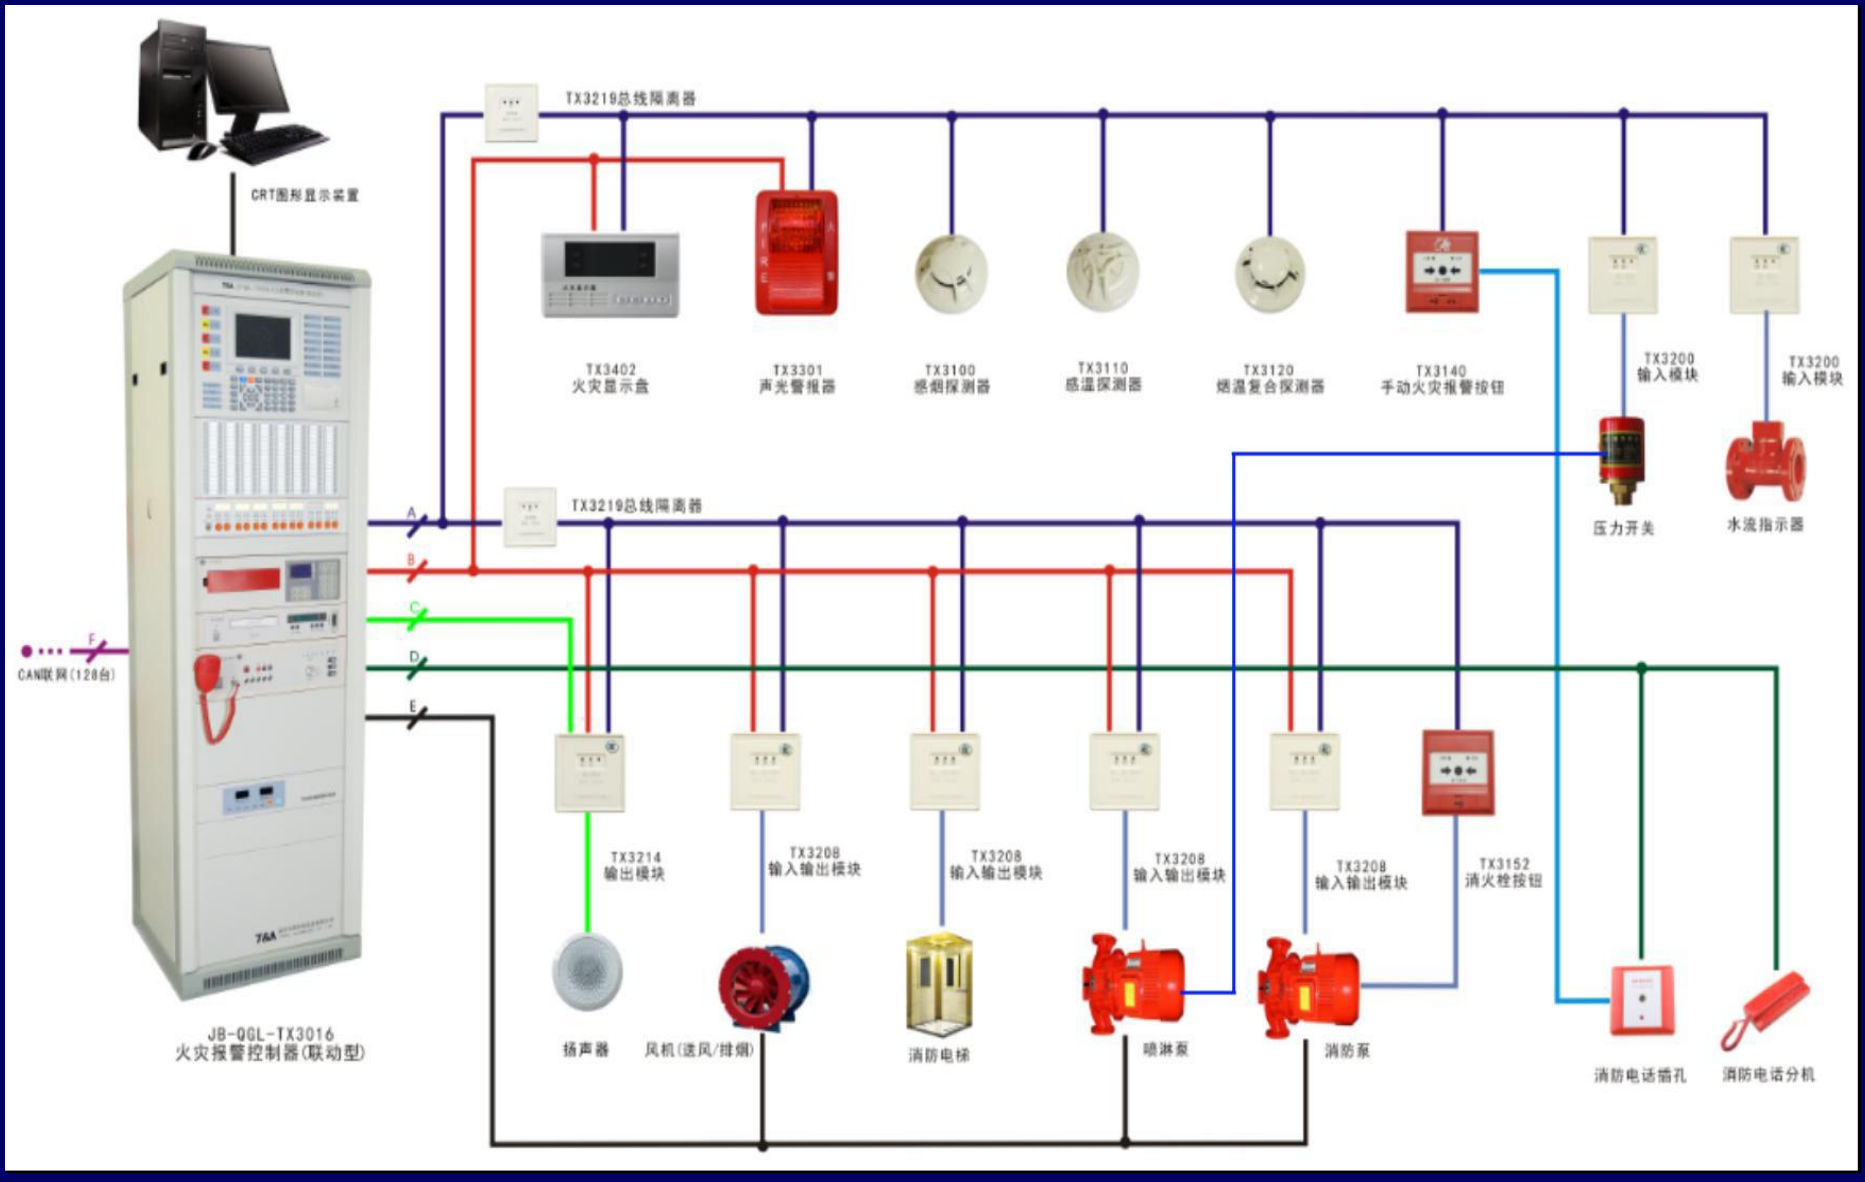 TX3219总线隔离器
CRT图形显示装置
TX3402
火灾显示盘
TX3301
声光警报器
TX3100
感烟探测器
TX3110
感温探测器
TX3120
烟温复合探测器
TX3140
手动火灾报警按钮
TX3200
输入模块
TX3200
输入模块
压力开关
水流指示器
A
TX3219总线隔离器
B
C
D
E
F
CAN联网(128台)
TX3214
输出模块
TX3208
输入输出模块
TX3208
输入输出模块
TX3208
输入输出模块
TX3208
输入输出模块
TX3152
消火栓按钮
T&A
JB-QGL-TX3016
火灾报警控制器(联动型)
扬声器
风机(送风/排烟)
消防电梯
喷淋泵
消防泵
消防电话插孔
消防电话分机